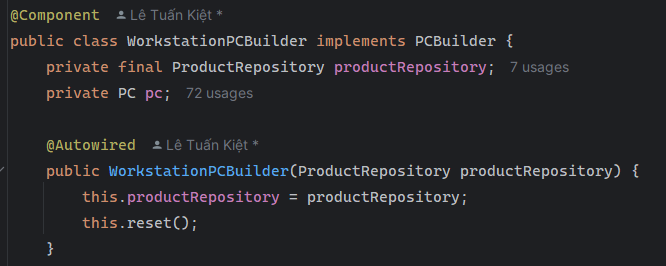 @Component Lê Tuấn Kiệt *
public class WorkstationPCBuilder implements PCBuilder {
    private final ProductRepository productRepository; 7 usages
    private PC pc; 72 usages
    @Autowired Lê Tuấn Kiệt *
    public WorkstationPCBuilder(ProductRepository productRepository) {
        this.productRepository = productRepository;
        this.reset();
    }